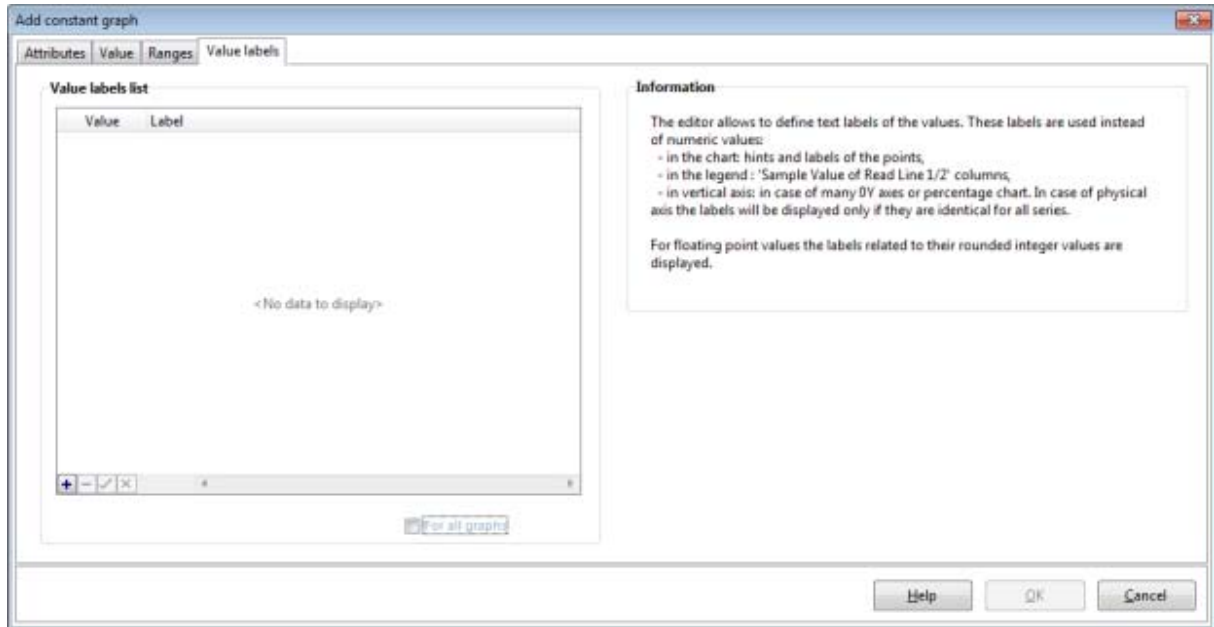 Add constant graph
Attributes Value Ranges Value labels
Value labels list
Value Label
<No data to display>
For all graphs
Information
The editor allows to define text labels of the values. These labels are used instead
of numeric values:
- in the chart: hints and labels of the points,
- in the legend : 'Sample Value of Read Line 1/2' columns,
- in vertical axis: in case of many 0Y axes or percentage chart. In case of physical
axis the labels will be displayed only if they are identical for all series.
For floating point values the labels related to their rounded integer values are
displayed.
Help OK Cancel